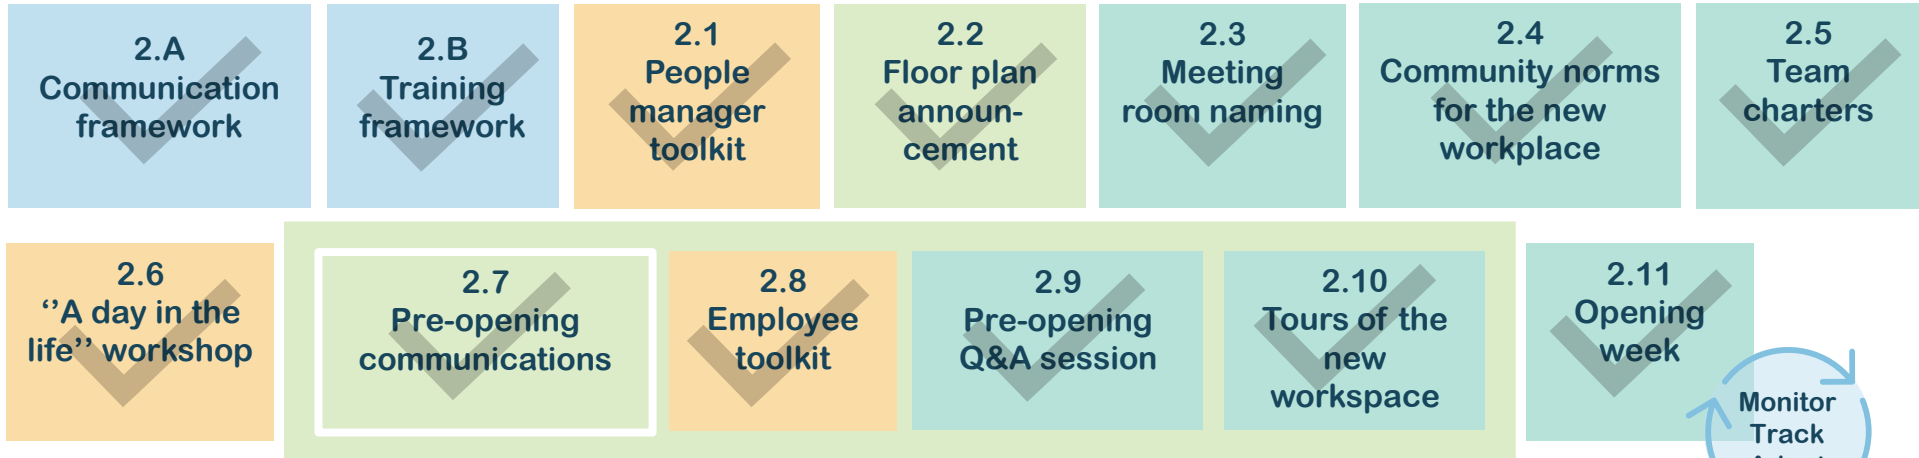 2.A
Communication
framework
2.B
Training
framework
2.1
People
manager
toolkit
2.2
Floor plan
announ-
cement
2.3
Meeting
room naming
2.4
Community norms
for the new
workplace
2.5
Team
charters
2.6
‘’A day in the
life’’ workshop
2.7
Pre-opening
communications
2.8
Employee
toolkit
2.9
Pre-opening
Q&A session
2.10
Tours of the
new
workspace
2.11
Opening
week
Monitor
Track